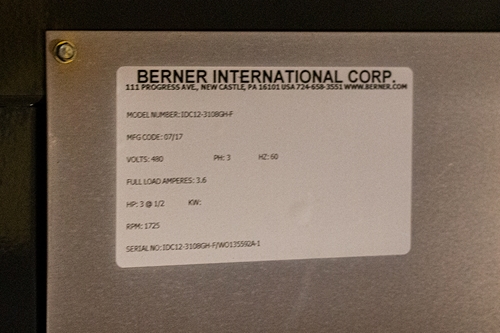 BERNER INTERNATIONAL CORP.
111 PROGRESS AVE., NEW CASTLE, PA 16101 USA 724-658-3551 WWW.BERNER.COM
MODEL NUMBER: IDC12-3108GH-F
MFG CODE: 07/17
VOLTS: 480 PH: 3 HZ: 60
FULL LOAD AMPERES: 3.6
HP: 3 @ 1/2 KW:
RPM: 1725
SERIAL NO: IDC12-3108GH-F/WO135592A-1